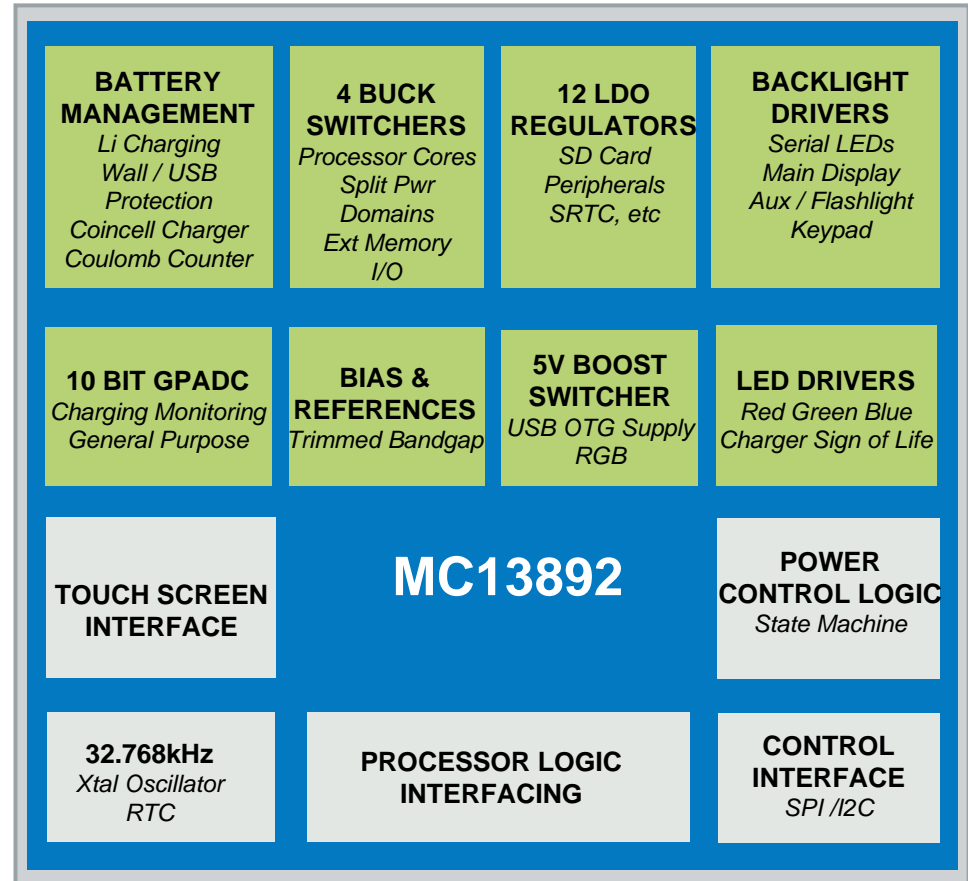 BATTERY
MANAGEMENT
Li Charging
Wall / USB
Protection
Coincell Charger
Coulomb Counter
4 BUCK
SWITCHERS
Processor Cores
Split Pwr
Domains
Ext Memory
I/O
12 LDO
REGULATORS
SD Card
Peripherals
SRTC, etc
BACKLIGHT
DRIVERS
Serial LEDs
Main Display
Aux / Flashlight
Keypad
10 BIT GPADC
Charging Monitoring
General Purpose
BIAS &
REFERENCES
Trimmed Bandgap
5V BOOST
SWITCHER
USB OTG Supply
RGB
LED DRIVERS
Red Green Blue
Charger Sign of Life
TOUCH SCREEN
INTERFACE
MC13892
POWER
CONTROL LOGIC
State Machine
32.768kHz
Xtal Oscillator
RTC
PROCESSOR LOGIC
INTERFACING
CONTROL
INTERFACE
SPI /I2C